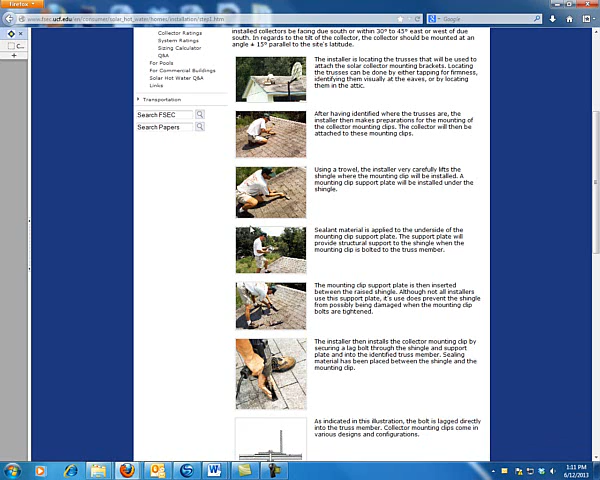 Firefox
www.fsec.ucf.edu/en/consumer/solar_hot_water/homes/installation/step1.htm
Google
C...
Collector Ratings
System Ratings
Sizing Calculator
Q&A
For Pools
For Commercial Buildings
Solar Hot Water Q&A
Links
Transportation
Search FSEC
Search Papers
installed collectors be facing due south or within 30° to 45° east or west of due
south. In regards to the tilt of the collector, the collector should be mounted at an
angle ± 15° parallel to the site's latitude.
The installer is locating the trusses that will be used to
attach the solar collector mounting brackets. Locating
the trusses can be done by either tapping for firmness,
identifying them visually at the eaves, or by locating
them in the attic.
After having identified where the trusses are, the
installer then makes preparations for the mounting of
the collector mounting clips. The collector will then be
attached to these mounting clips.
Using a trowel, the installer very carefully lifts the
shingle where the mounting clip will be installed. A
mounting clip support plate will be installed under the
shingle.
Sealant material is applied to the underside of the
mounting clip support plate. The support plate will
provide structural support to the shingle when the
mounting clip is bolted to the truss member.
The mounting clip support plate is then inserted
between the raised shingle. Although not all installers
use this support plate, it's use does prevent the shingle
from possibly being damaged when the mounting clip
bolts are tightened.
The installer then installs the collector mounting clip by
securing a lag bolt through the shingle and support
plate and into the identified truss member. Sealing
material has been placed between the shingle and the
mounting clip.
As indicated in this illustration, the bolt is lagged directly
into the truss member. Collector mounting clips come in
various designs and configurations.
1:11 PM
6/12/2013